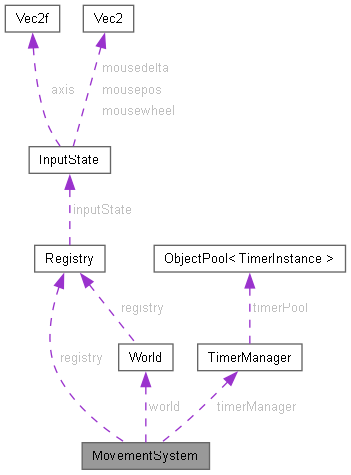 Vec2f
Vec2
mousedelta
axis
mousepos
mousewheel
InputState
inputState
Registry
ObjectPool< TimerInstance >
registry
timerPool
registry
World
TimerManager
world
timerManager
MovementSystem